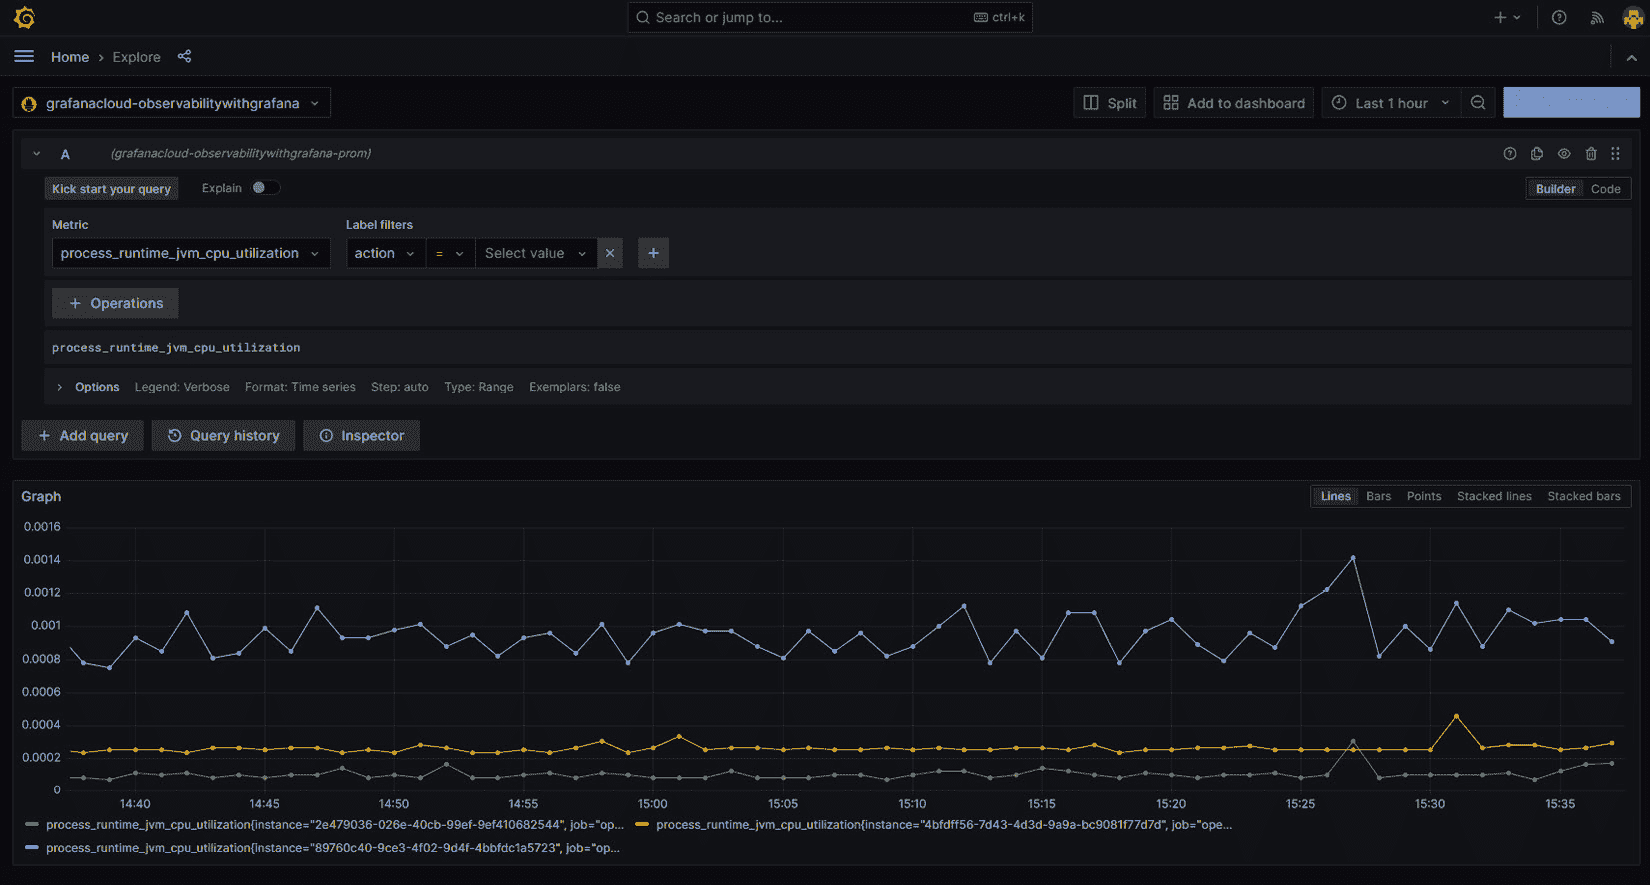 Search or jump to... ctrl+k
Home › Explore
grafanacloud-observabilitywithgrafana Split Add to dashboard Last 1 hour
A (grafanacloud-observabilitywithgrafana-prom)
Kick start your query Explain Builder Code
Metric Label filters
process_runtime_jvm_cpu_utilization action = Select value
+ Operations
process_runtime_jvm_cpu_utilization
Options Legend: Verbose Format: Time series Step: auto Type: Range Exemplars: false
+ Add query Query history Inspector
Graph Lines Bars Points Stacked lines Stacked bars
0.0016
0.0014
0.0012
0.001
0.0008
0.0006
0.0004
0.0002
0
14:40 14:45 14:50 14:55 15:00 15:05 15:10 15:15 15:20 15:25 15:30 15:35
process_runtime_jvm_cpu_utilization{instance="2e479036-026e-40cb-99ef-9ef410682544", job="op... process_runtime_jvm_cpu_utilization{instance="4bfdff56-7d43-4d3d-9a9a-bc9081f77d7d", job="ope...
process_runtime_jvm_cpu_utilization{instance="89760c40-9ce3-4f02-9d4f-4bbfdc1a5723", job="op...